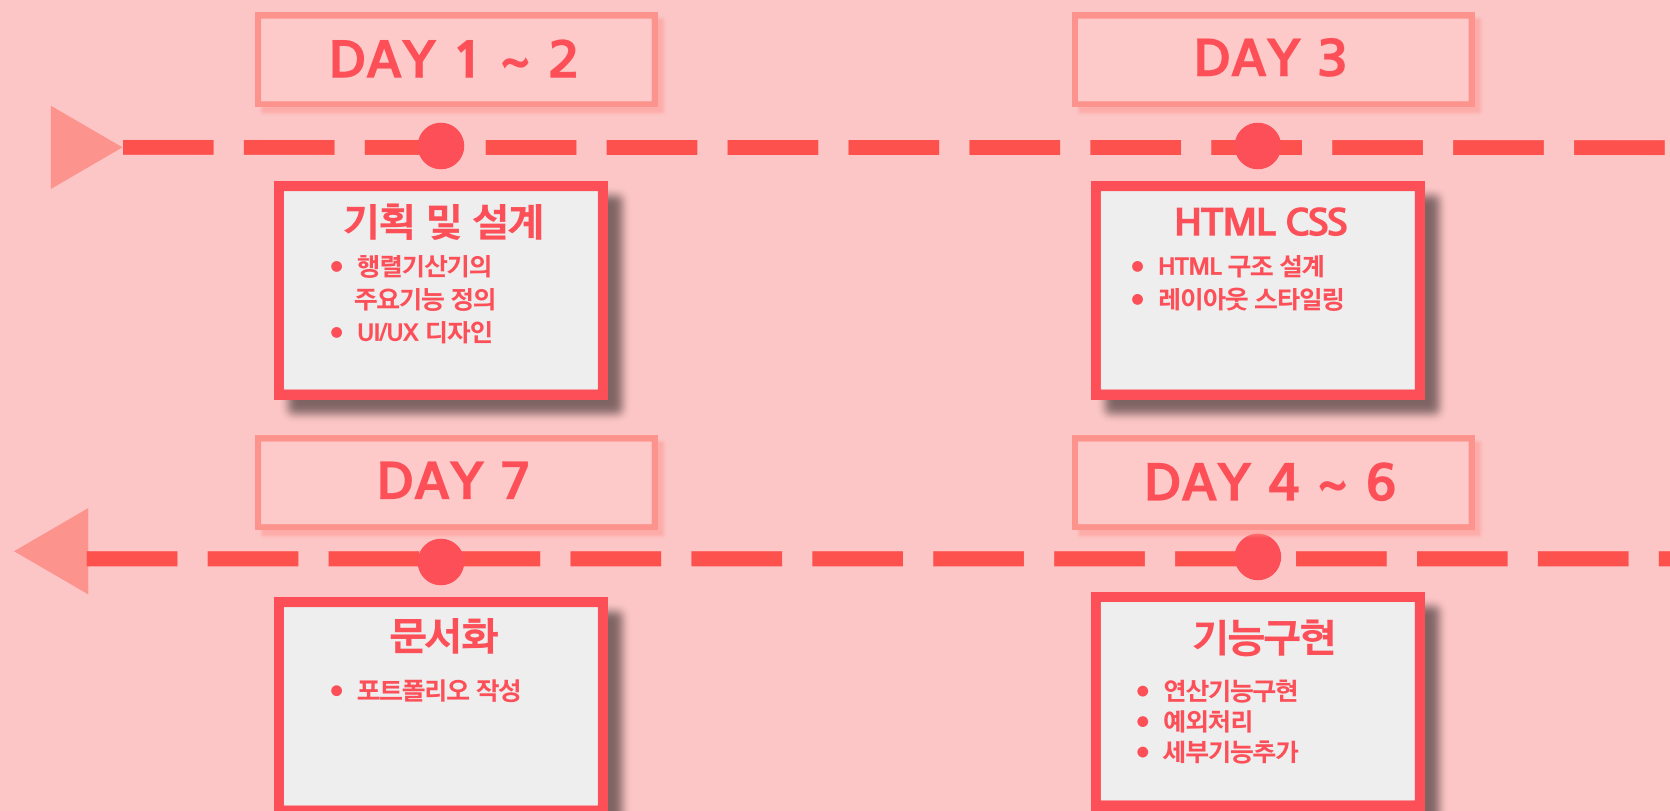 DAY 1 ~ 2
기획 및 설계
• 행렬기산기의
주요기능 정의
• UI/UX 디자인
DAY 3
HTML CSS
• HTML 구조 설계
• 레이아웃 스타일링
DAY 4 ~ 6
기능구현
• 연산기능구현
• 예외처리
• 세부기능추가
DAY 7
문서화
• 포트폴리오 작성